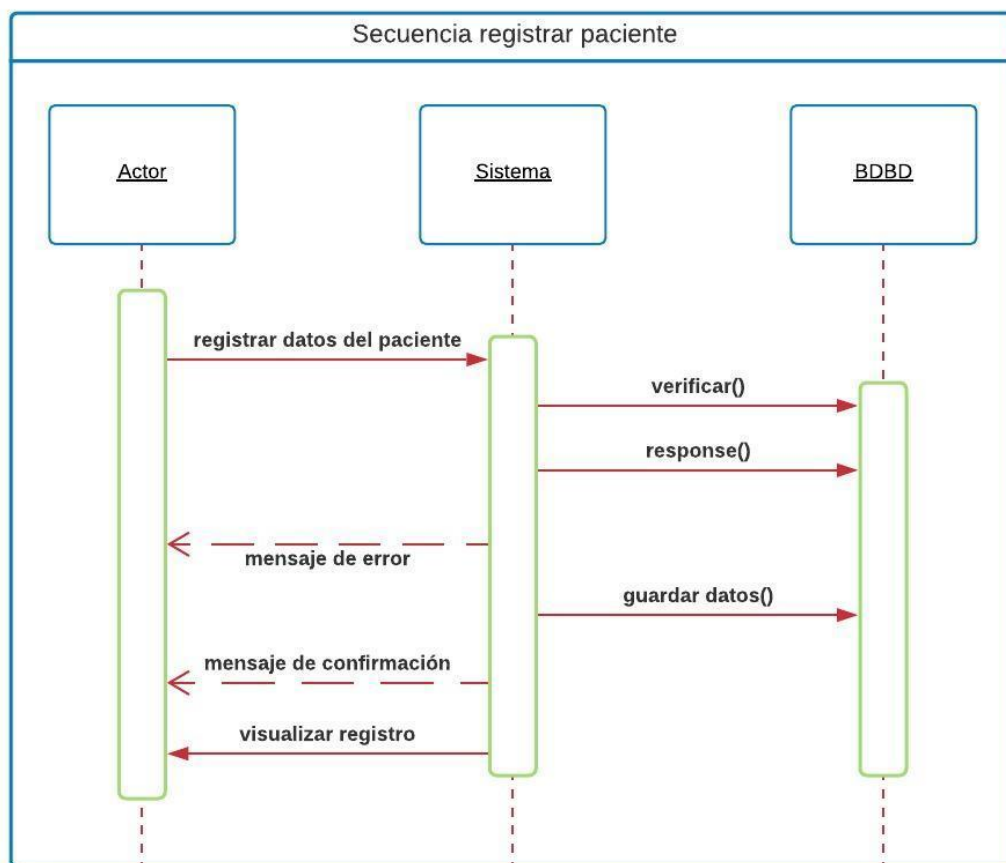 Secuencia registrar paciente
Actor
Sistema
BDBD
registrar datos del paciente
verificar()
response()
mensaje de error
guardar datos()
mensaje de confirmación
visualizar registro